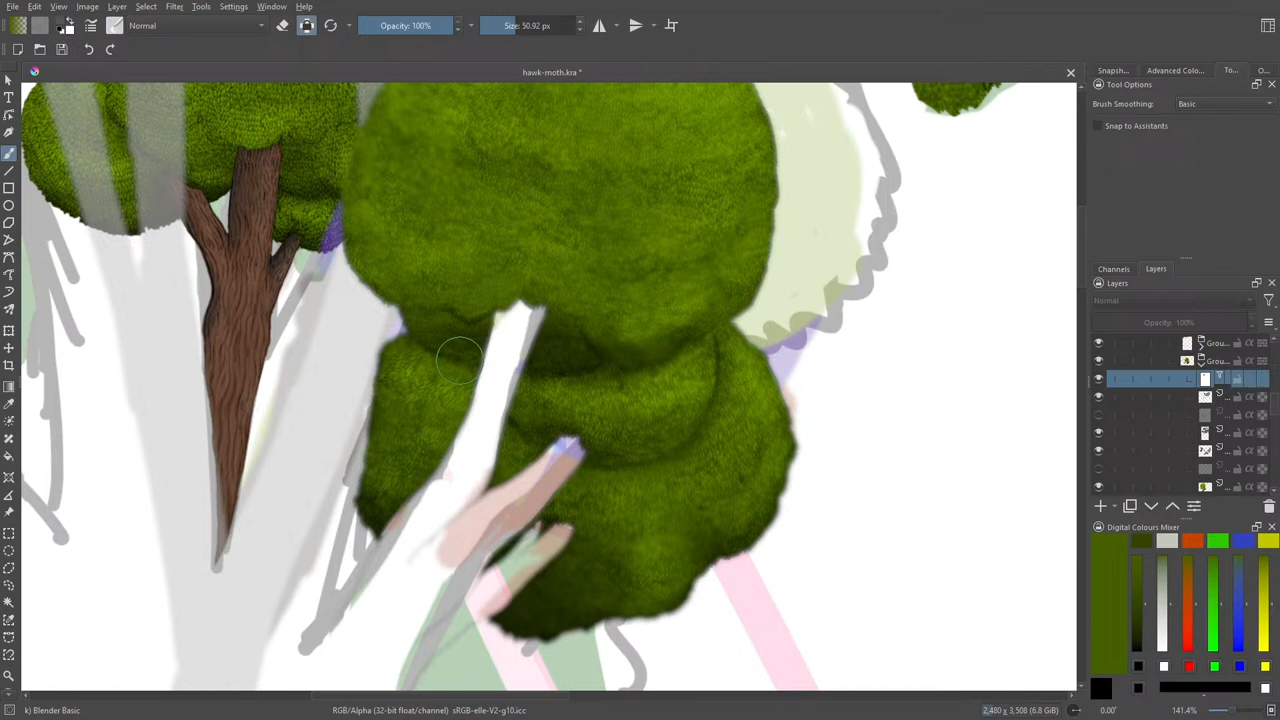 File Edit View Image Layer Select Filter Tools Settings Window Help
Normal Opacity: 100% Size: 50.92 px
hawk-moth.kra *
Snapsh... Advanced Colo... To... O...
Tool Options
Brush Smoothing: Basic
Snap to Assistants
Channels Layers
Layers
Normal
Opacity: 100%
Grou...
Grou...
Digital Colours Mixer
Blender Basic RGB/Alpha (32-bit float/channel) sRGB-elle-V2-g10.icc 2,480 x 3,508 (6.8 GiB) 0.00° 141.4%